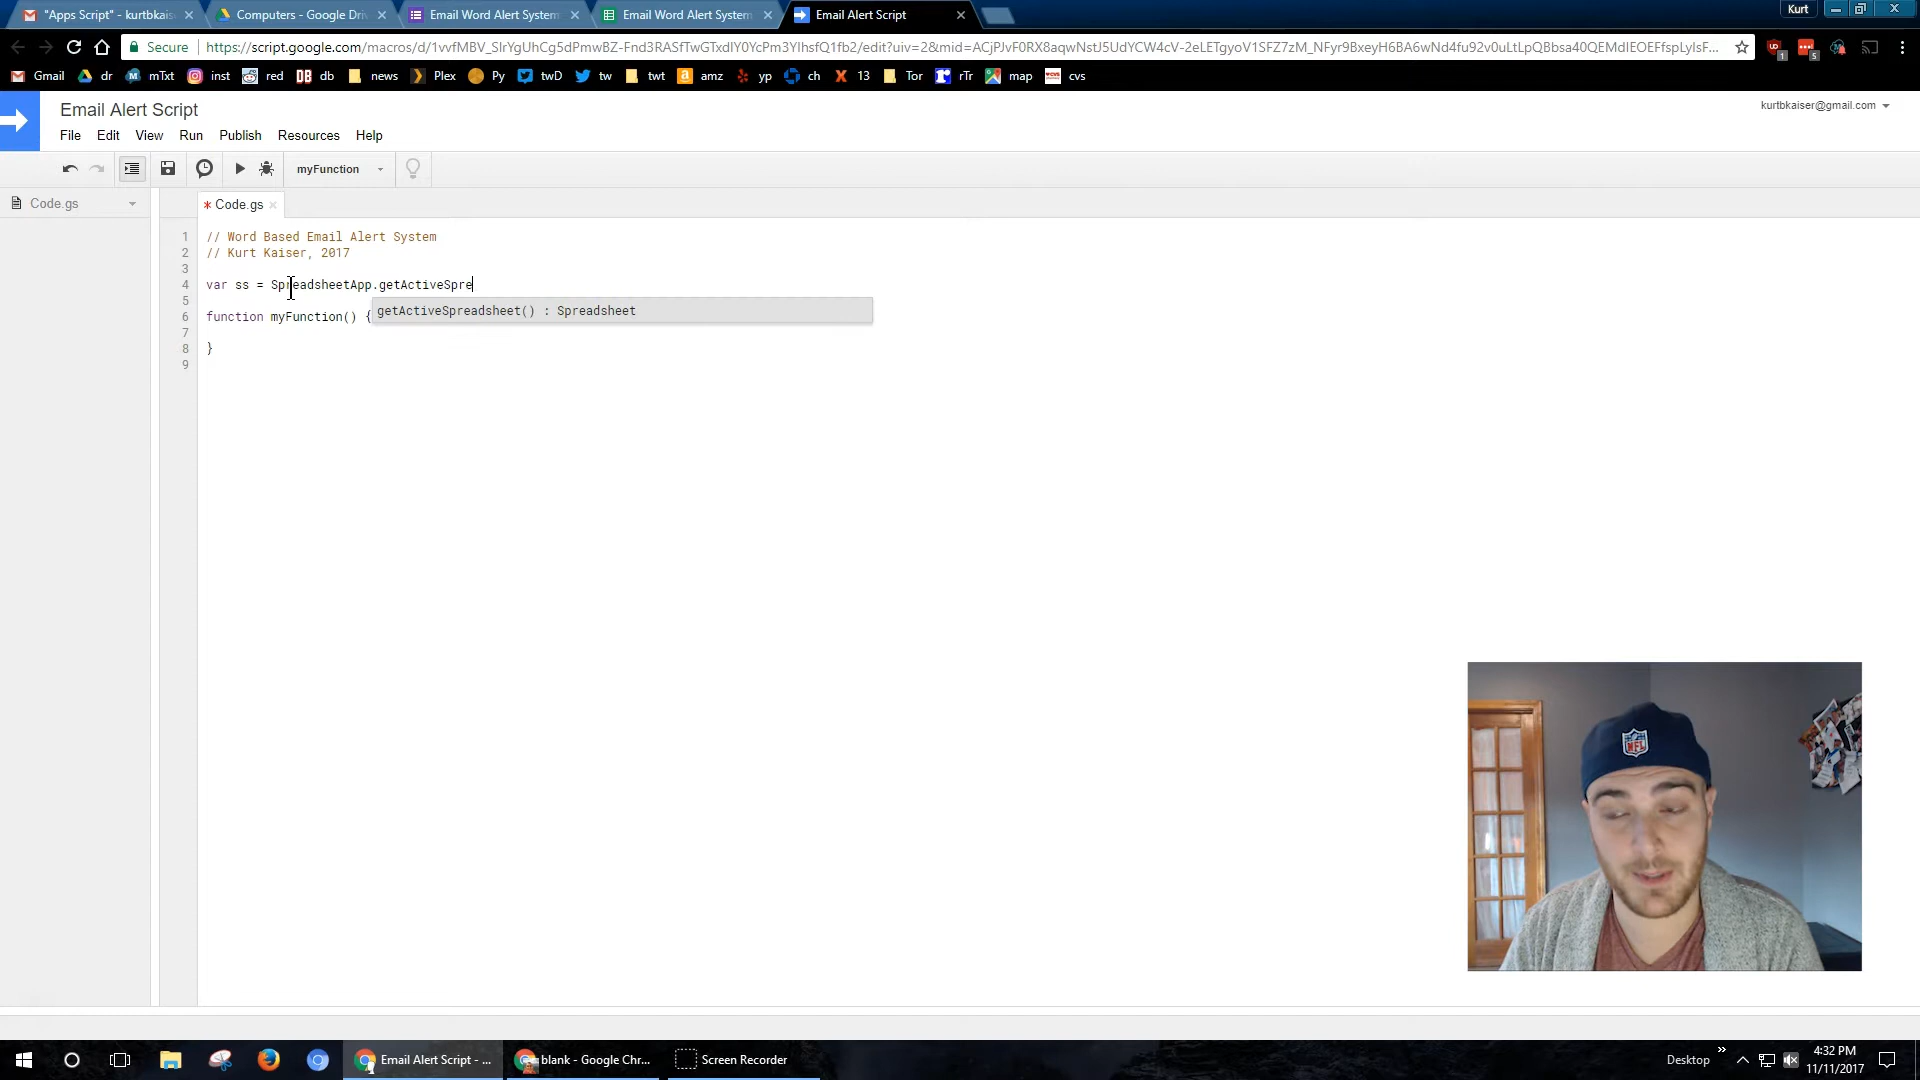 "Apps Script" - kurtbkais
Computers - Google Dri
Email Word Alert System
Email Word Alert System
Email Alert Script
Kurt
Secure
https://script.google.com/macros/d/1vvfMBV_SlrYgUhCg5dPmwBZ-Fnd3RASfTwGTxdlY0YcPm3YlhsfQ1fb2/edit?uiv=2&mid=ACjPJvF0RX8aqwNstJ5UdYCW4cV-2eLETgyoV1SFZ7zM_NFyr9BxeyH6BA6wNd4fu92v0uLtLpQBbsa40QEMdIEOEFfspLyIsF...
1
5
Gmail dr mTxt inst red DB db news Plex Py twD tw twt amz yp ch X 13 Tor rTr map cvs
Email Alert Script
kurtbkaiser@gmail.com
File Edit View Run Publish Resources Help
myFunction
Code.gs
* Code.gs
1 // Word Based Email Alert System
2 // Kurt Kaiser, 2017
3
4 var ss = SpreadsheetApp.getActiveSpre
5
getActiveSpreadsheet() : Spreadsheet
6 function myFunction() {
7
8 }
9
NFL
Email Alert Script - ...
blank - Google Chr...
Screen Recorder
Desktop
4:32 PM
11/11/2017